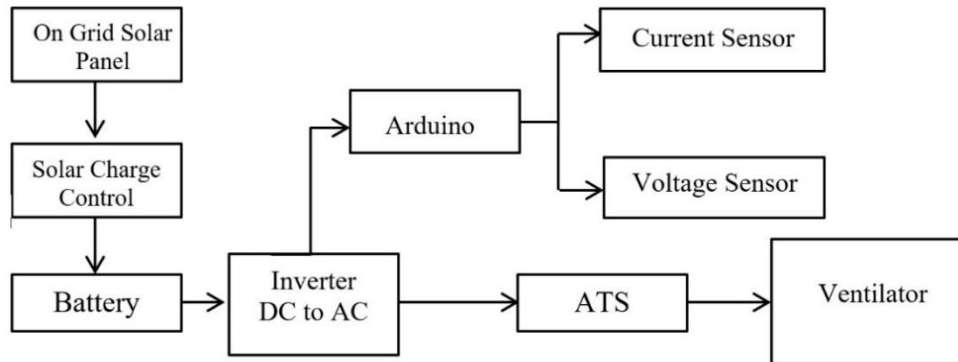 On Grid Solar
Panel
Current Sensor
Arduino
Solar Charge
Control
Voltage Sensor
Battery
Inverter
DC to AC
ATS
Ventilator